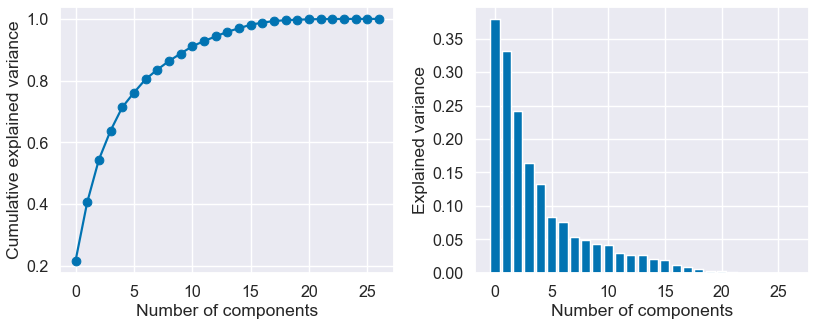 Cumulative explained variance
1.0
0.8
0.6
0.4
0.2
0 5 10 15 20 25
Number of components
Explained variance
0.35
0.30
0.25
0.20
0.15
0.10
0.05
0.00
0 5 10 15 20 25
Number of components